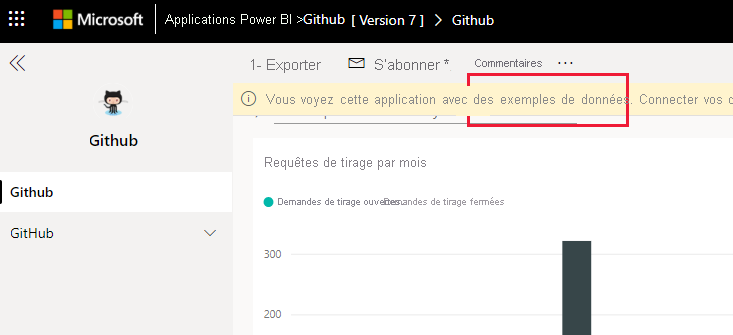 Microsoft Applications Power BI >Github [ Version 7 ] > Github
1- Exporter S'abonner * Commentaires ...
Vous voyez cette application avec des exemples de données. Connecter vos
Github
Requêtes de tirage par mois
Github
Demandes de tirage ouvertes. Demandes de tirage fermées
GitHub
300
200